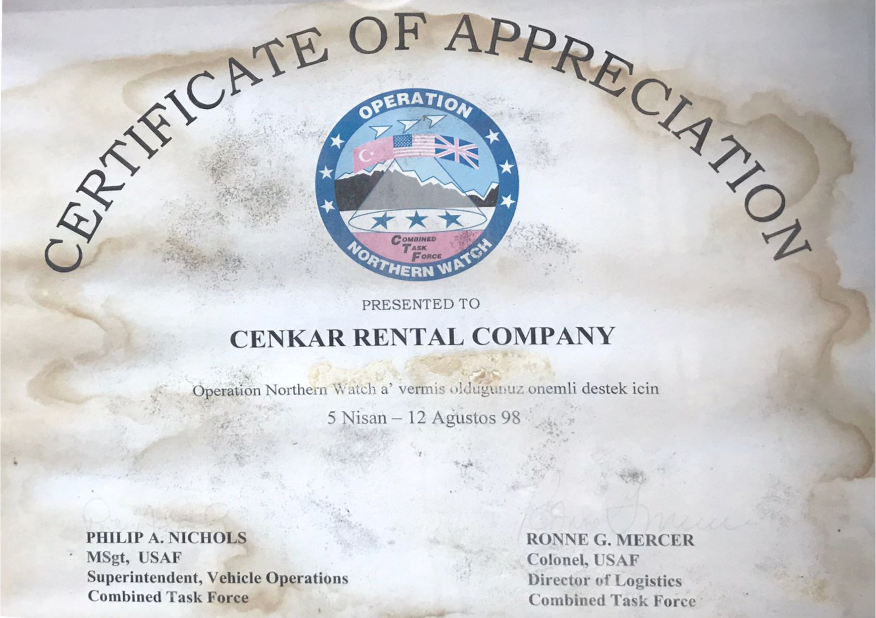 CERTIFICATE OF APPRECIATION
OPERATION
COMBINED
TASK
FORCE
NORTHERN WATCH
PRESENTED TO
CENKAR RENTAL COMPANY
Operation Northern Watch a' vermis oldugunuz onemli destek icin
5 Nisan – 12 Agustos 98
PHILIP A. NICHOLS
MSgt, USAF
Superintendent, Vehicle Operations
Combined Task Force
RONNE G. MERCER
Colonel, USAF
Director of Logistics
Combined Task Force